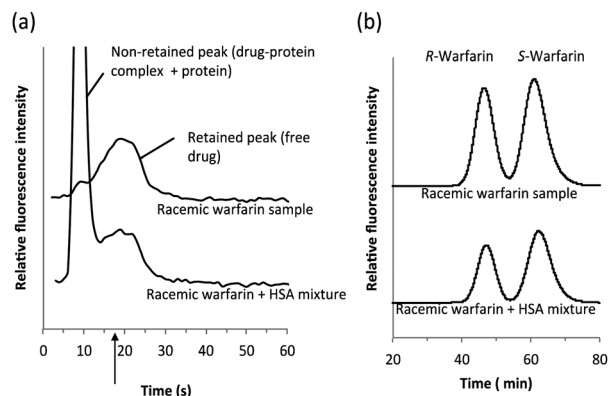 (a)
Non-retained peak (drug-protein
complex + protein)
Retained peak (free
drug)
Racemic warfarin sample
Racemic warfarin + HSA mixture
Relative fluorescence intensity
0 10 20 30 40 50 60
Time (s)
(b)
R-Warfarin S-Warfarin
Racemic warfarin sample
Racemic warfarin + HSA mixture
Relative fluorescence intensity
20 40 60 80
Time ( min)